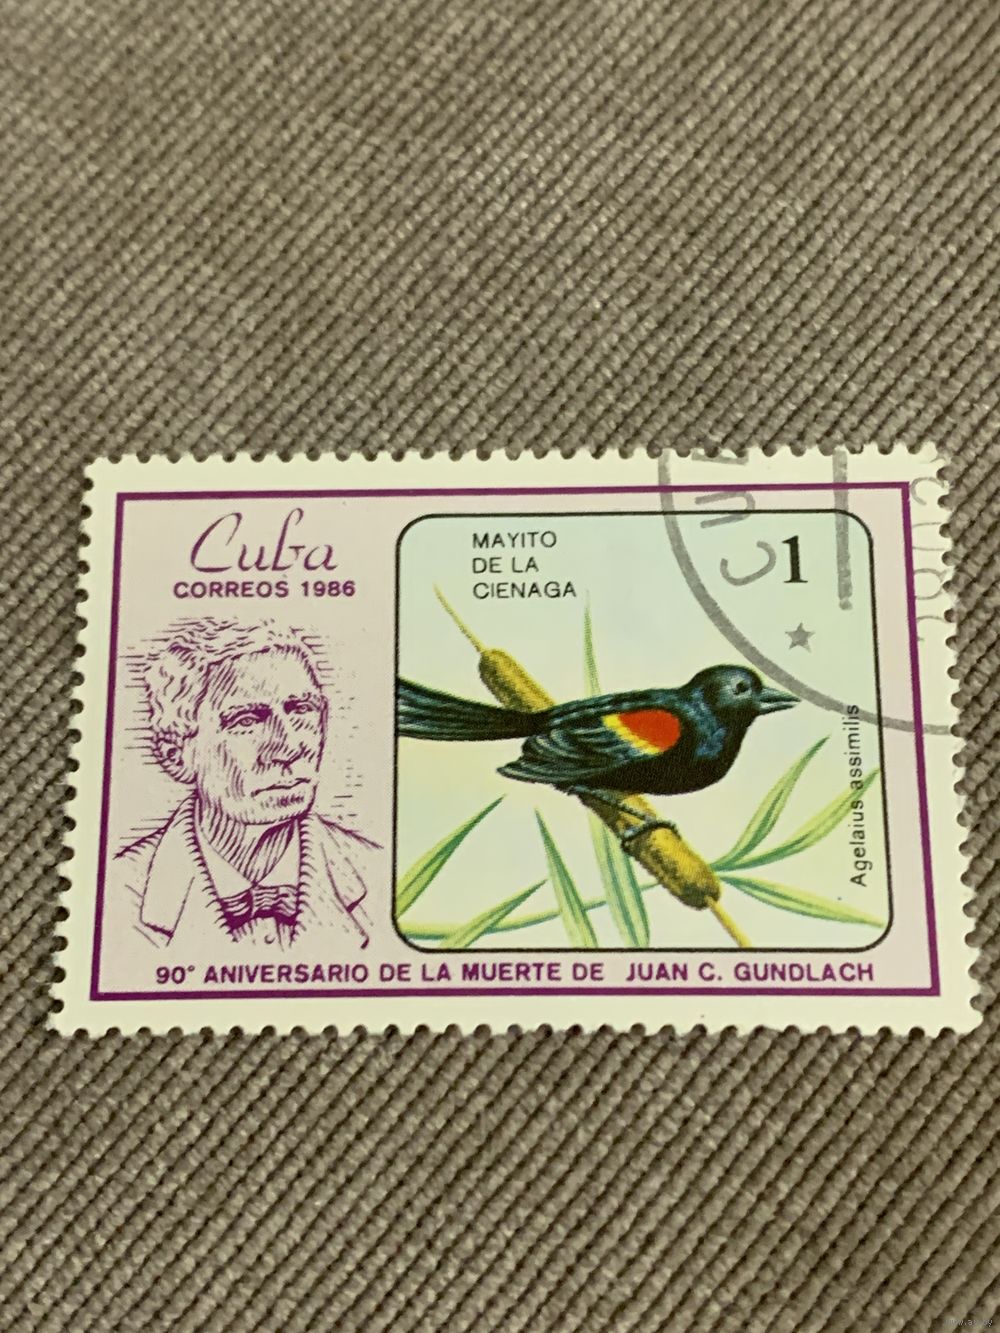 Cuba
CORREOS 1986
MAYITO
DE LA
CIENAGA
1
Agelaius assimilis
90° ANIVERSARIO DE LA MUERTE DE JUAN C. GUNDLACH